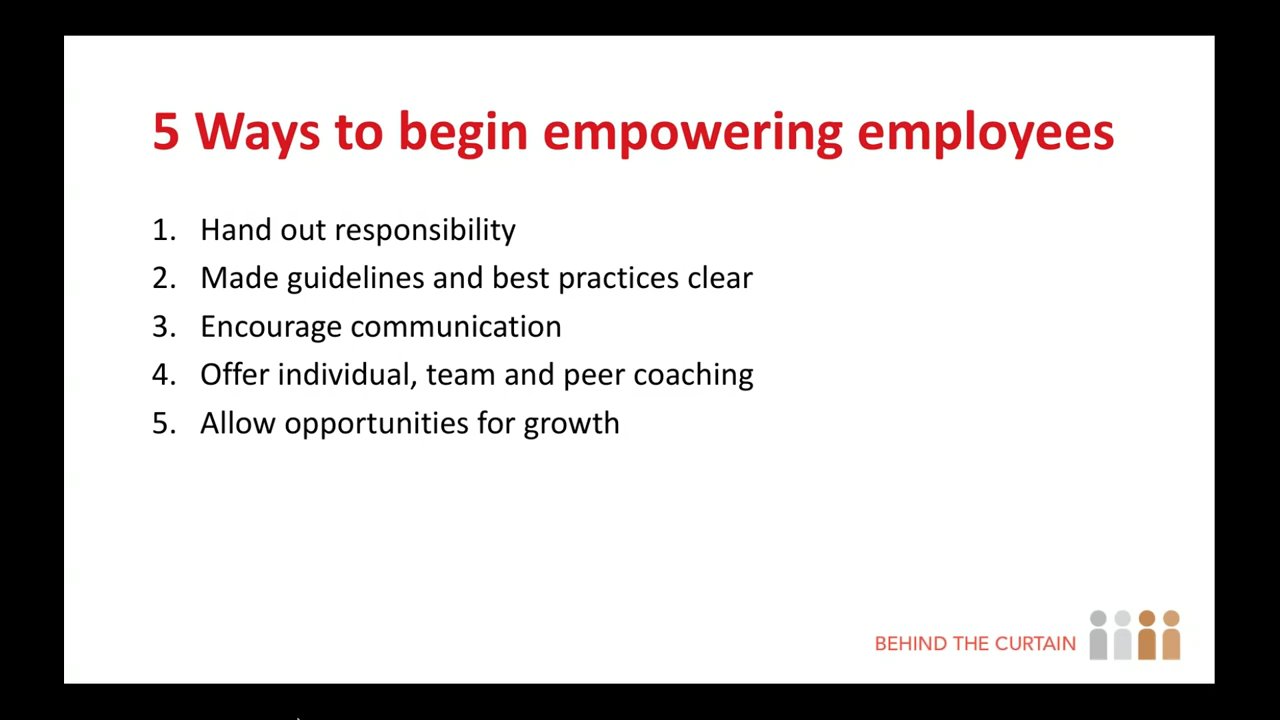 5 Ways to begin empowering employees
1. Hand out responsibility
2. Made guidelines and best practices clear
3. Encourage communication
4. Offer individual, team and peer coaching
5. Allow opportunities for growth
BEHIND THE CURTAIN